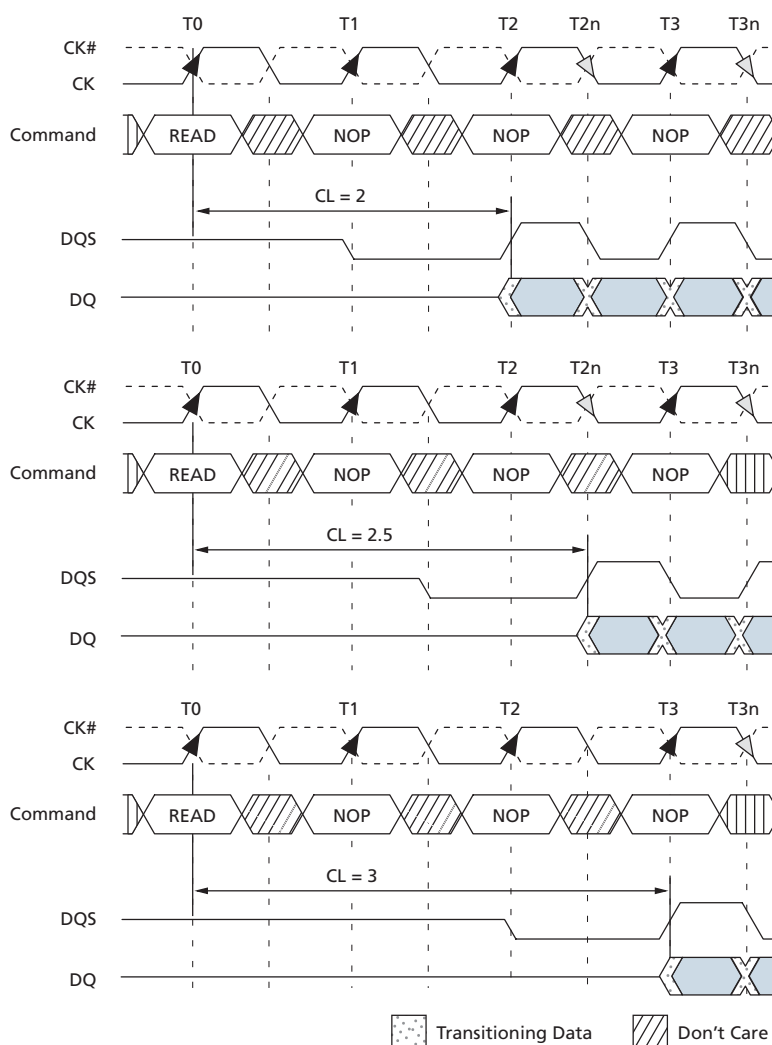 T0 T1 T2 T2n T3 T3n
CK#
CK
Command READ NOP NOP NOP
CL = 2
DQS
DQ
T0 T1 T2 T2n T3 T3n
CK#
CK
Command READ NOP NOP NOP
CL = 2.5
DQS
DQ
T0 T1 T2 T3 T3n
CK#
CK
Command READ NOP NOP NOP
CL = 3
DQS
DQ
Transitioning Data Don't Care